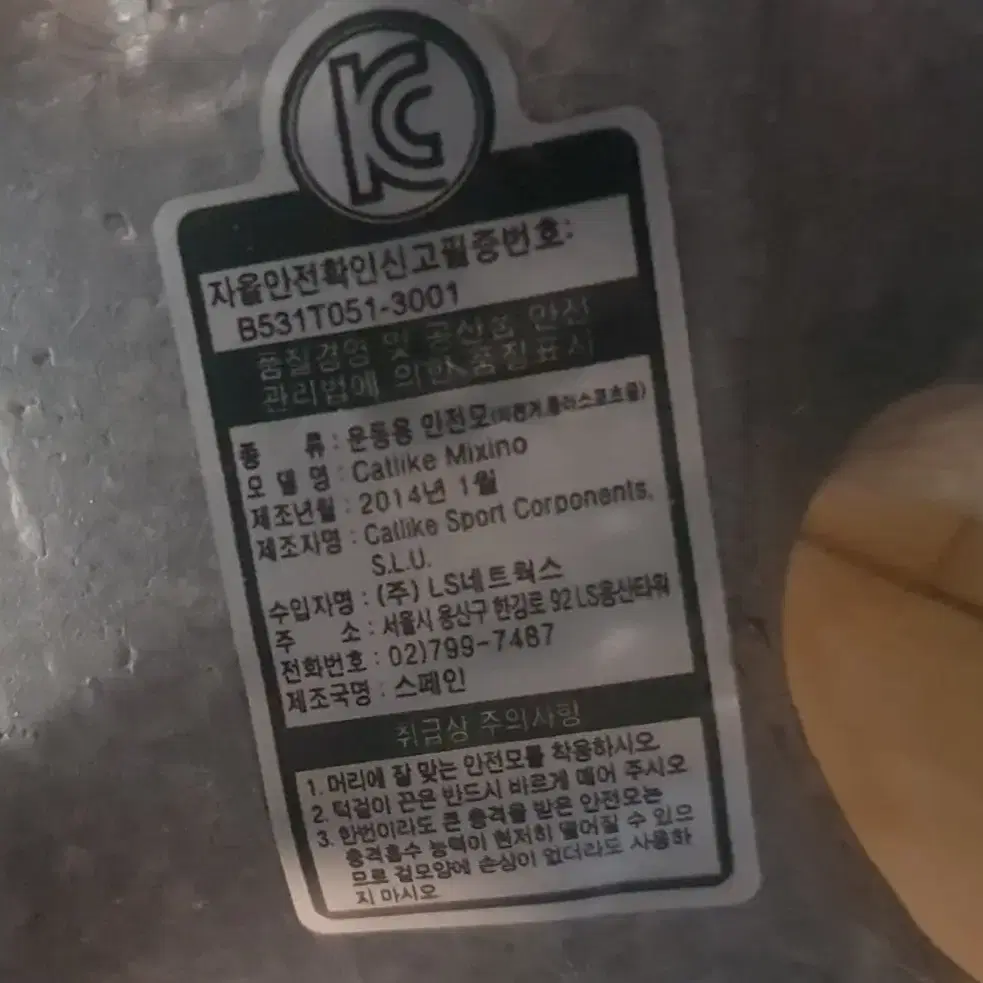 KC
자율안전확인신고필증번호:
B531T051-3001
품질경영 및 공산품 안전
관리법에 의한 품질표시
종 류 : 운동용 안전모(자전거,롤러스포츠용)
모 델 명 : Catlike Mixino
제조년월 : 2014년 1월
제조자명 : Catlike Sport Corponents,
S.L.U.
수입자명 : (주) LS네트웍스
주 소 : 서울시 용산구 한강로 92 LS용산타워
전화번호 : 02)799-7487
제조국명 : 스페인
취급상 주의사항
1. 머리에 잘 맞는 안전모를 착용하시오
2. 턱걸이 끈은 반드시 바르게 매어 주시오
3. 한번이라도 큰 충격을 받은 안전모는
충격흡수 능력이 현저히 떨어질 수 있으
므로 겉모양에 손상이 없더라도 사용하
지 마시오